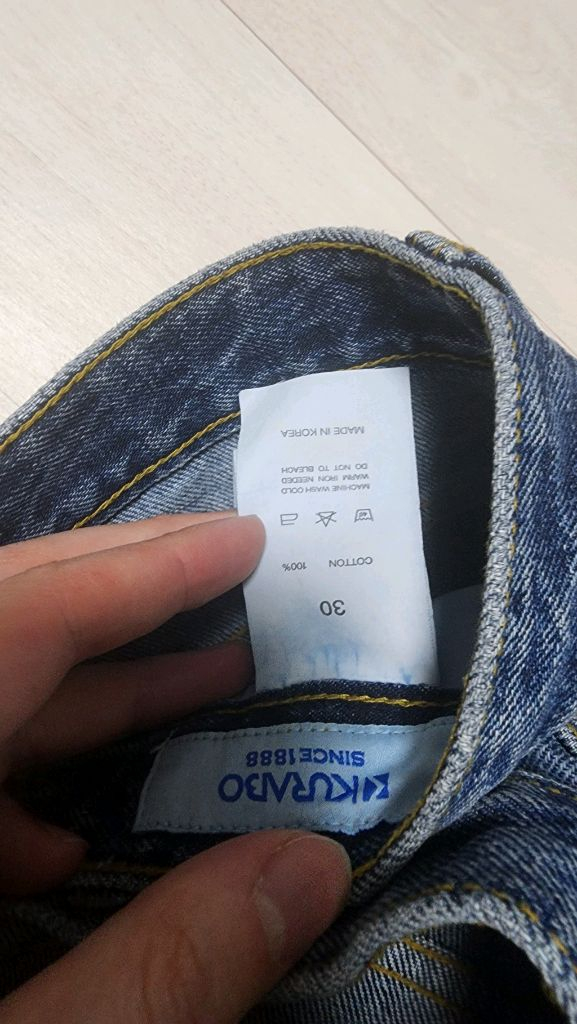 KURABO
SINCE 1888
30
COTTON 100%
40
MACHINE WASH COLD
WARM IRON NEEDED
DO NOT TO BLEACH
MADE IN KOREA